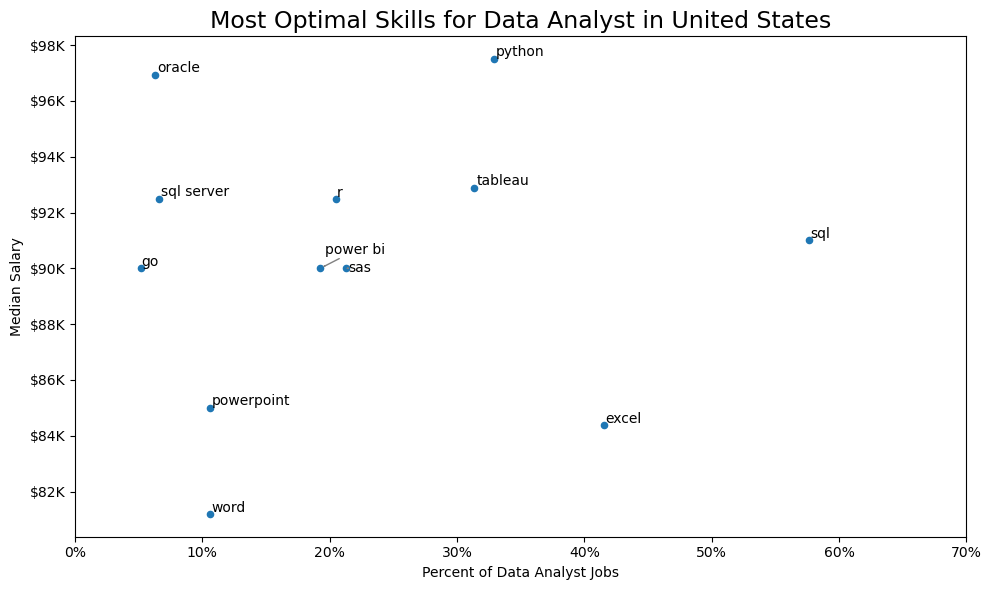 Most Optimal Skills for Data Analyst in United States
$98K
python
oracle
$96K
$94K
tableau
sql server
r
$92K
sql
power bi
go
sas
$90K
Median Salary
$88K
$86K
powerpoint
excel
$84K
$82K
word
0%
10%
20%
30%
40%
50%
60%
70%
Percent of Data Analyst Jobs